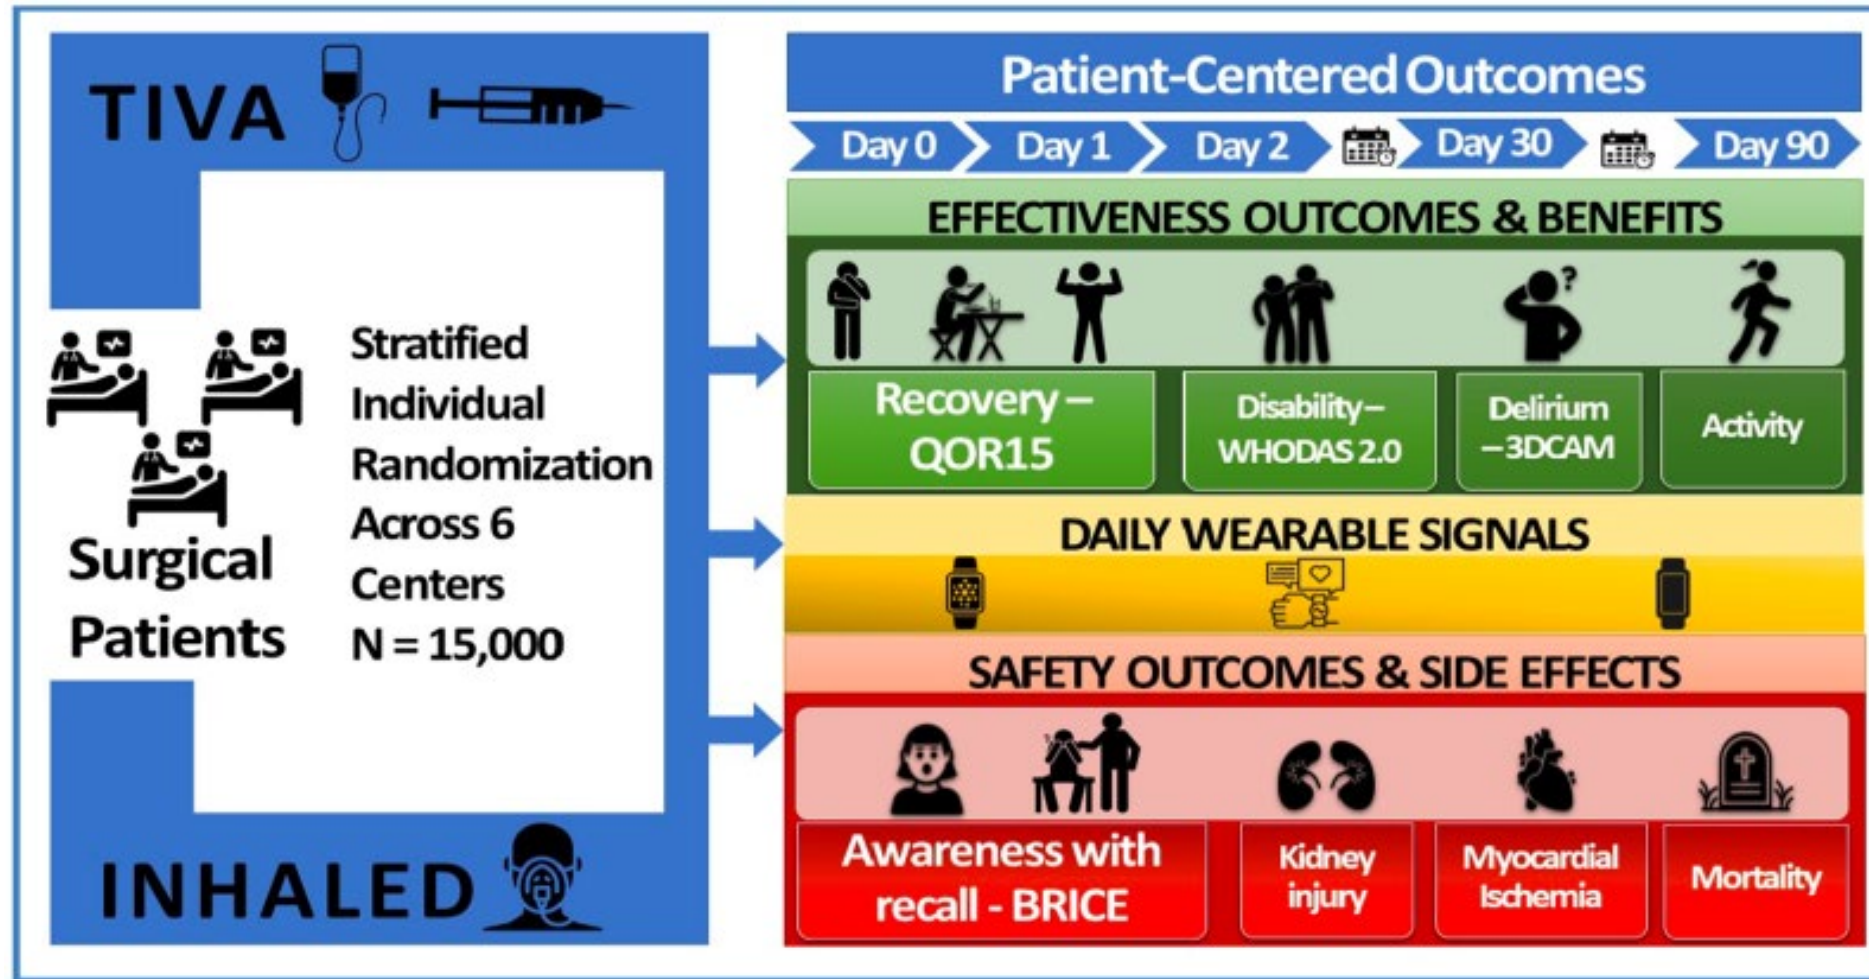 TIVA
Surgical
Patients
Stratified
Individual
Randomization
Across 6
Centers
N = 15,000
INHALED
Patient-Centered Outcomes
Day 0
Day 1
Day 2
Day 30
Day 90
EFFECTIVENESS OUTCOMES & BENEFITS
?
Recovery –
QOR15
Disability –
WHODAS 2.0
Delirium
– 3DCAM
Activity
DAILY WEARABLE SIGNALS
SAFETY OUTCOMES & SIDE EFFECTS
Awareness with
recall - BRICE
Kidney
injury
Myocardial
Ischemia
Mortality